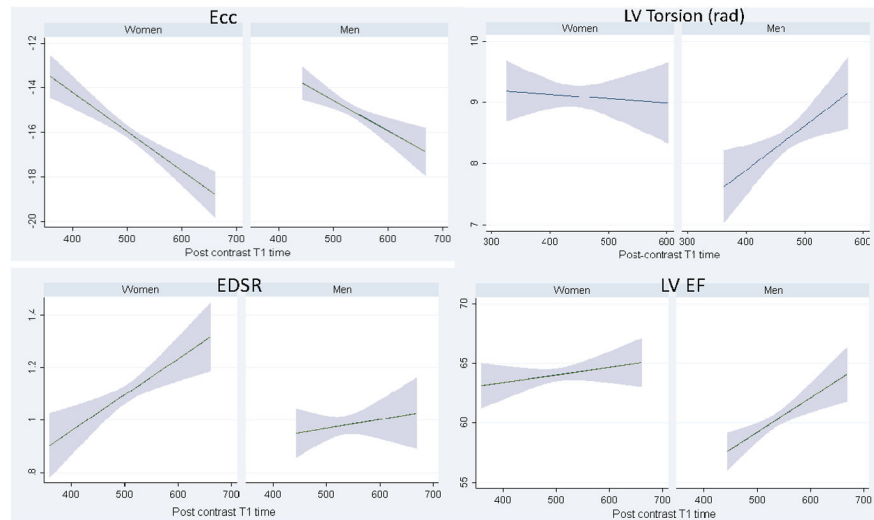 Ecc
Women Men
-12
-14
-16
-18
-20
400 500 600 700 400 500 600 700
Post contrast T1 time
LV Torsion (rad)
Women Men
10
9
8
7
300 400 500 600 300 400 500 600
Post-contrast T1 time
EDSR
Women Men
1.4
1.2
1
.8
400 500 600 700 400 500 600 700
Post contrast T1 time
LV EF
Women Men
70
65
60
55
400 500 600 700 400 500 600 700
Post contrast T1 time